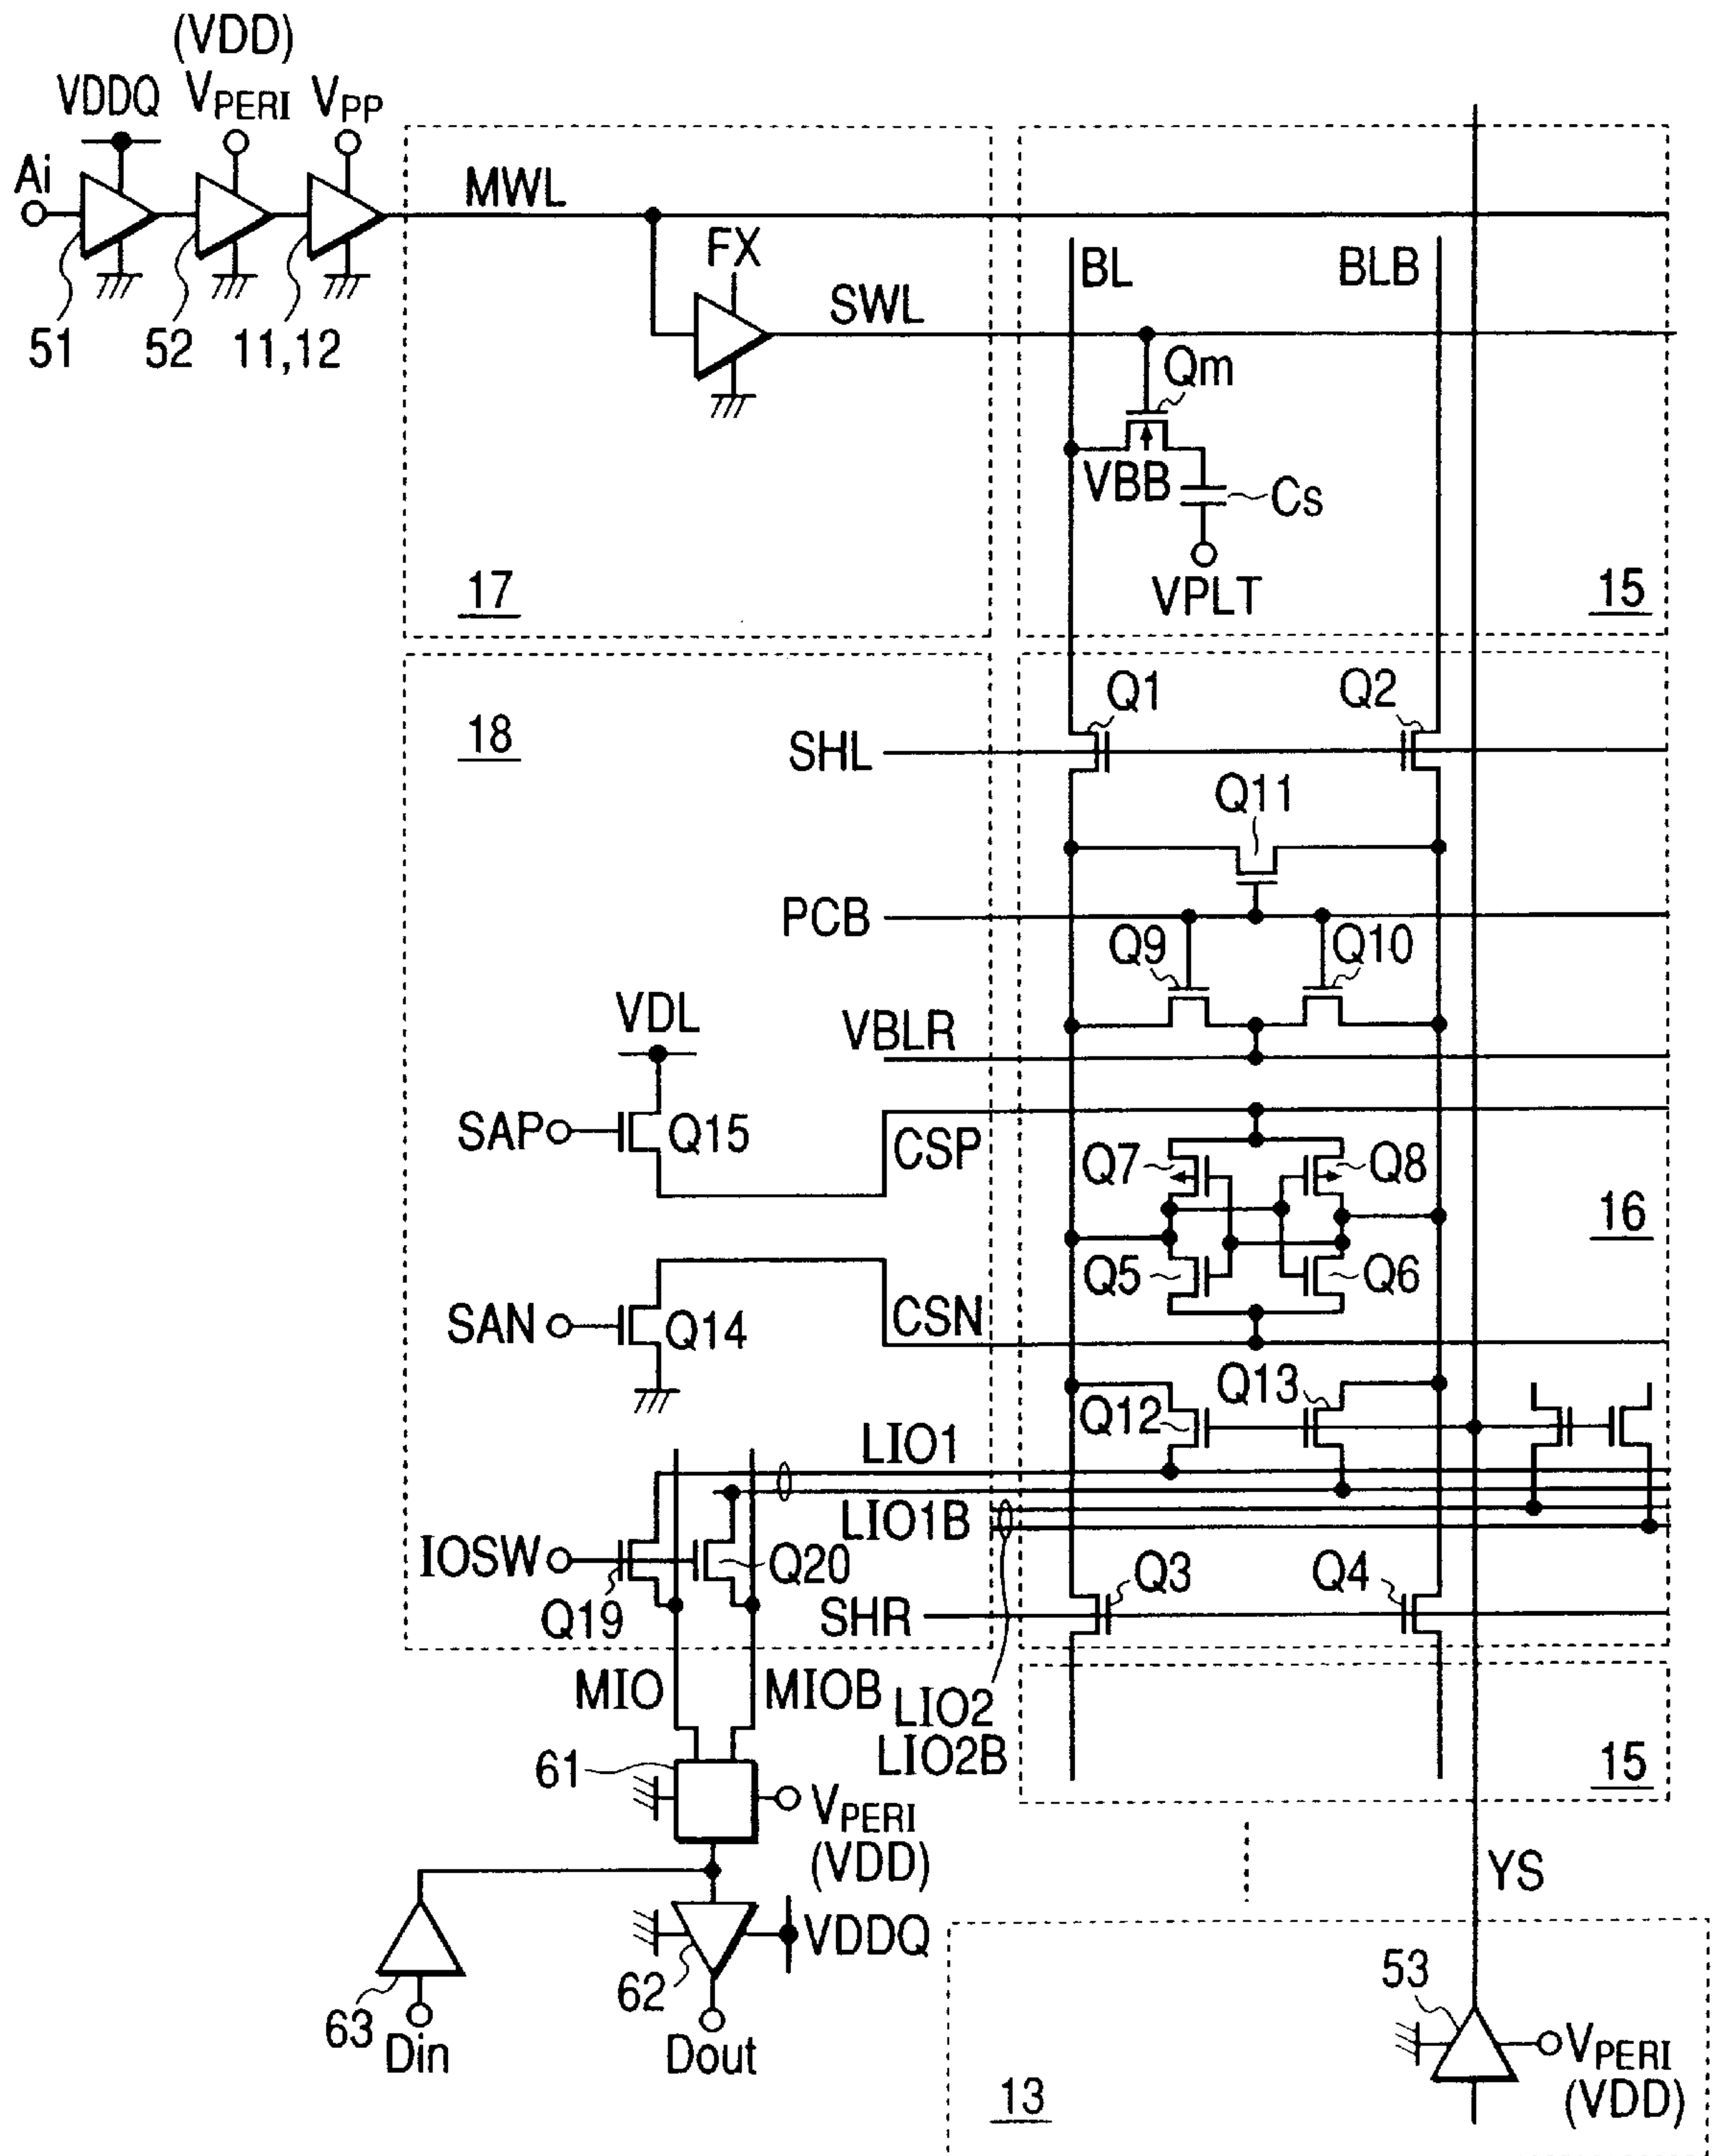 (VDD)
VDDQ VPERI VPP
Ai
MWL
51 52 11,12
FX
SWL
BL BLB
Qm
VBB
Cs
VPLT
17
15
18
Q1 Q2
SHL
Q11
PCB
Q9 Q10
VBLR
VDL
SAP
Q15
CSP
Q7 Q8
16
Q5 Q6
SAN
Q14
CSN
Q12 Q13
LIO1
LIO1B
IOSW
Q19
Q20
SHR
Q3 Q4
MIO MIOB
LIO2
LIO2B
15
61
VPERI
(VDD)
YS
VDDQ
62
63
Din
Dout
53
VPERI
(VDD)
13